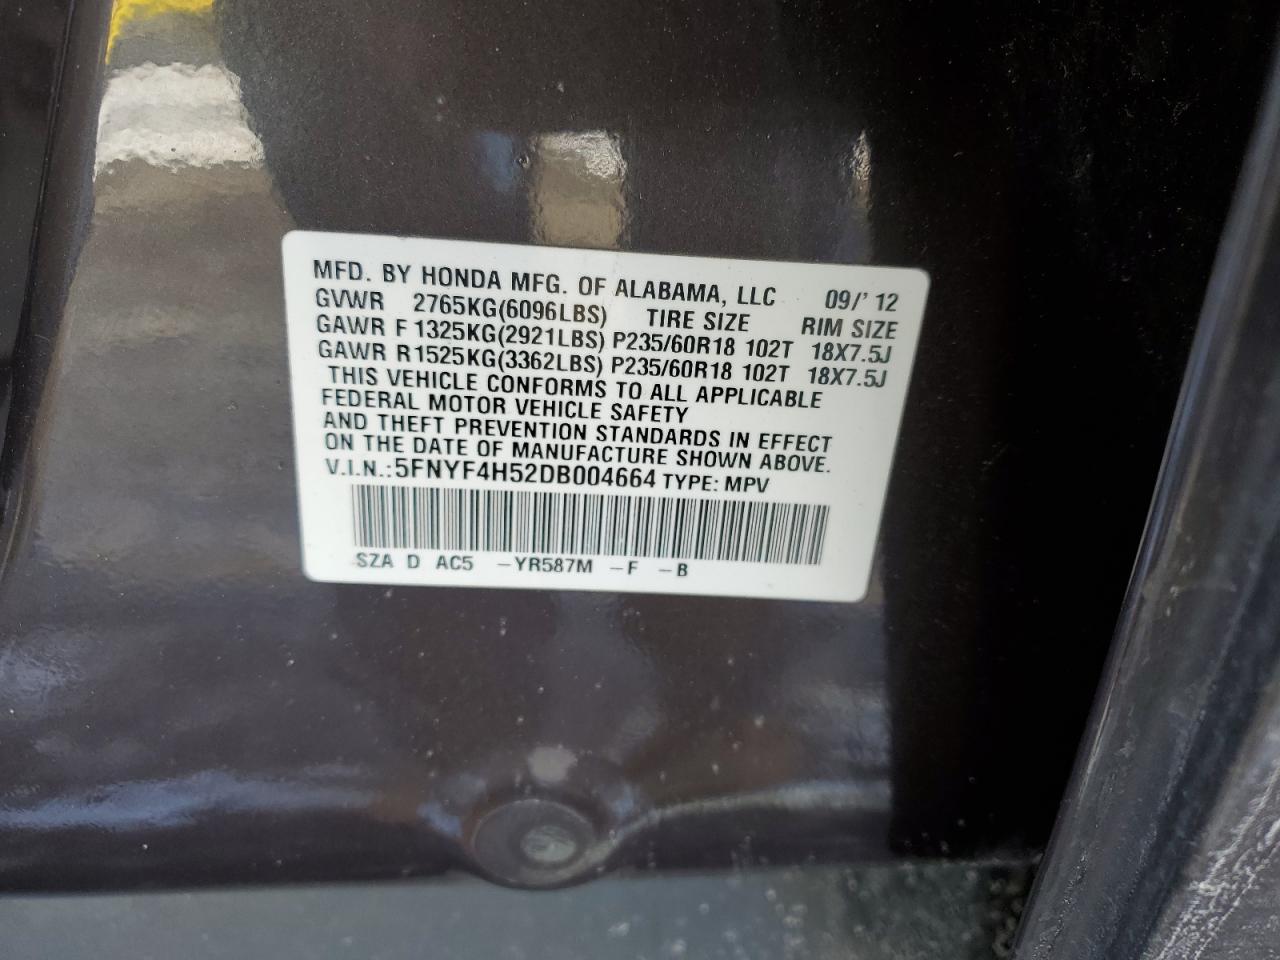 MFD. BY HONDA MFG. OF ALABAMA, LLC 09/' 12
GVWR 2765KG(6096LBS) TIRE SIZE RIM SIZE
GAWR F 1325KG(2921LBS) P235/60R18 102T 18X7.5J
GAWR R1525KG(3362LBS) P235/60R18 102T 18X7.5J
THIS VEHICLE CONFORMS TO ALL APPLICABLE
FEDERAL MOTOR VEHICLE SAFETY
AND THEFT PREVENTION STANDARDS IN EFFECT
ON THE DATE OF MANUFACTURE SHOWN ABOVE.
V.I.N.:5FNYF4H52DB004664 TYPE: MPV
SZA D AC5 -YR587M -F -B